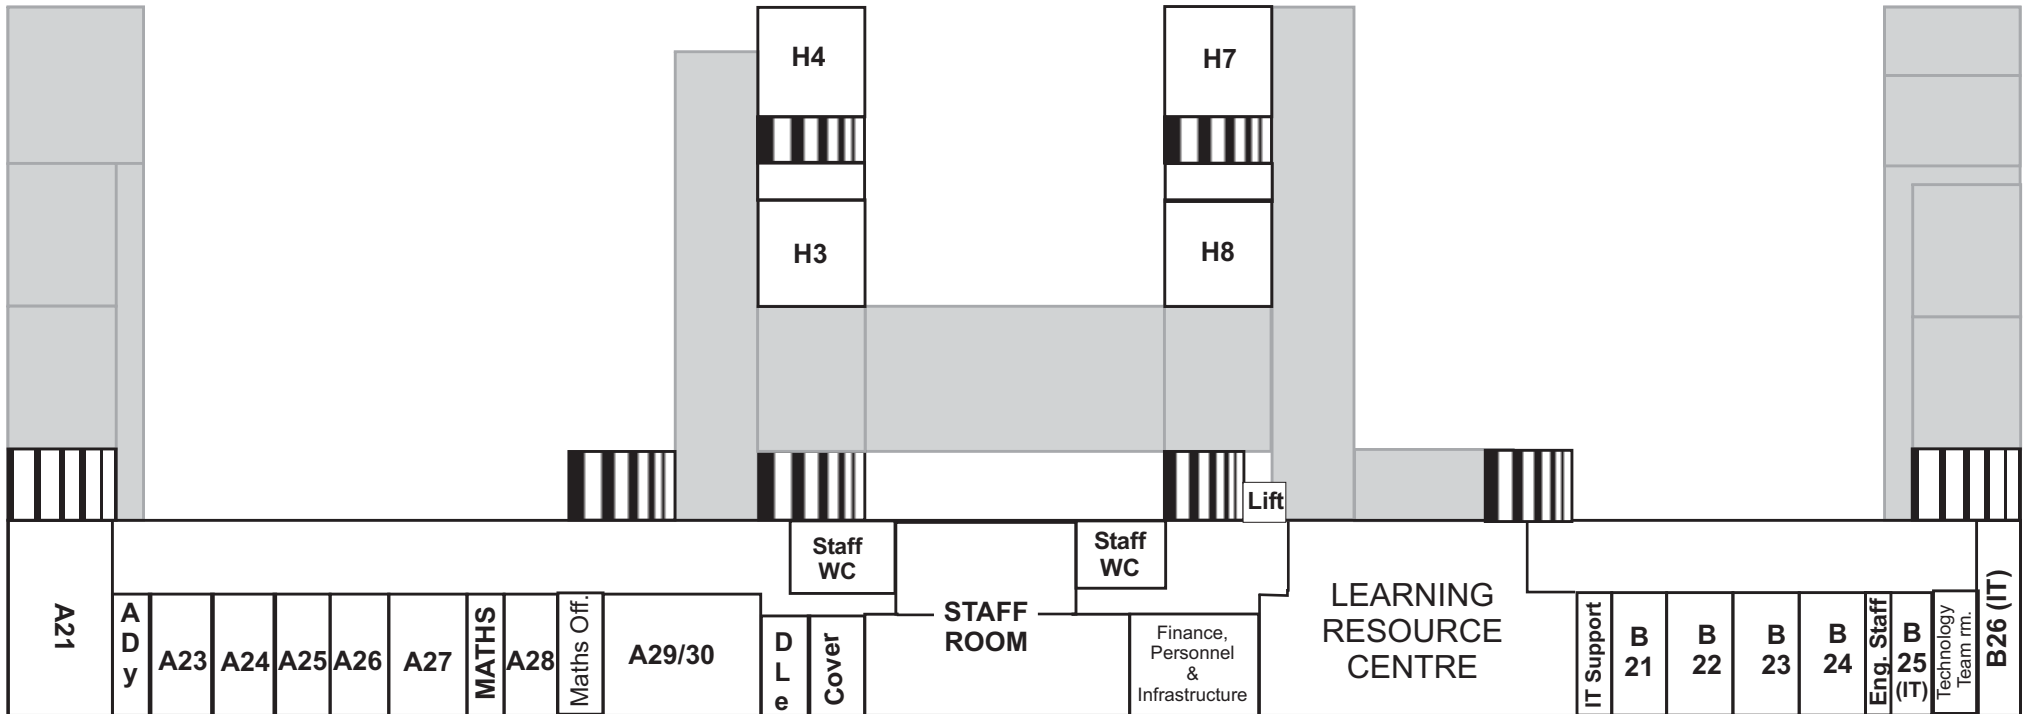 H4
H7
H3
H8
Lift
Staff
WC
Staff
WC
A21
A
D
y
A23
A24
A25
A26
A27
MATHS
A28
Maths Off.
A29/30
D
L
e
Cover
STAFF
ROOM
Finance,
Personnel
&
Infrastructure
LEARNING
RESOURCE
CENTRE
IT Support
B
21
B
22
B
23
B
24
Eng. Staff
B
25
(IT)
Technology
Team rm.
B26 (IT)